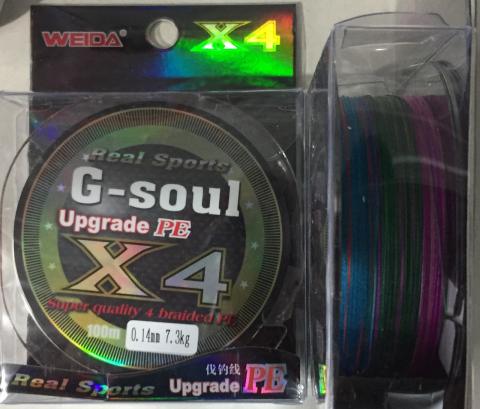 WEIDA® X4
Real Sports
G-soul
Upgrade PE
X4
Super quality 4 braided PE
100m
0.14mm 7.3kg
伐钓线
Real Sports Upgrade PE